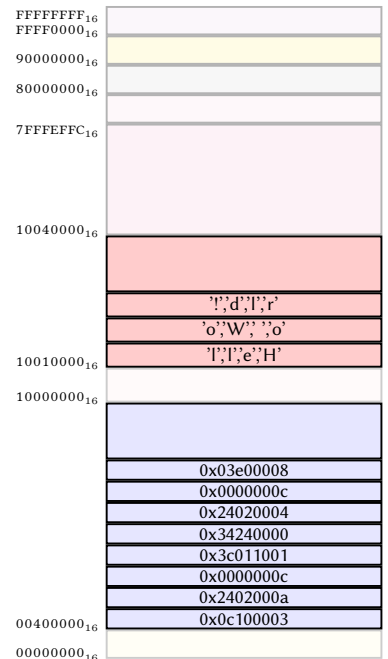 FFFFFFFF₁₆
FFFF0000₁₆
90000000₁₆
80000000₁₆
7FFFEFFC₁₆
10040000₁₆
'!','d','l','r'
'o','W',' ','o'
'l','l','e','H'
10010000₁₆
10000000₁₆
0x03e00008
0x0000000c
0x24020004
0x34240000
0x3c011001
0x0000000c
0x2402000a
0x0c100003
00400000₁₆
00000000₁₆